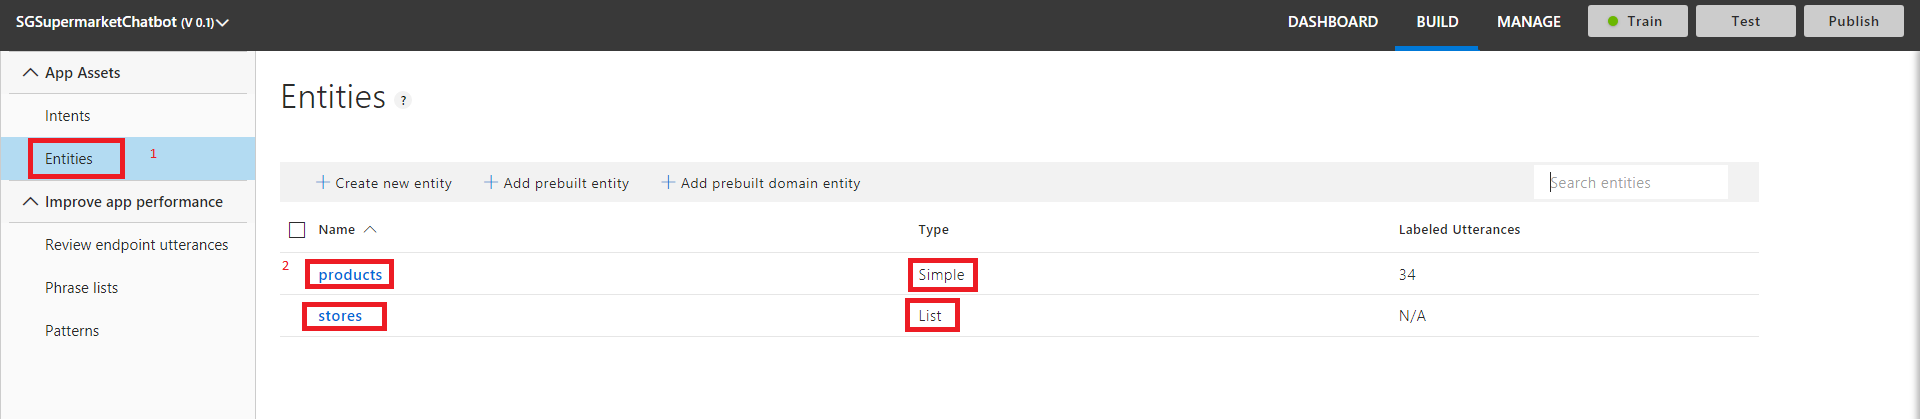 SGSupermarketChatbot (V 0.1)
DASHBOARD BUILD MANAGE Train Test Publish
App Assets
Intents
Entities 1
Improve app performance
Review endpoint utterances
Phrase lists
Patterns
Entities ?
Create new entity Add prebuilt entity Add prebuilt domain entity Search entities
Name Type Labeled Utterances
2 products Simple 34
stores List N/A